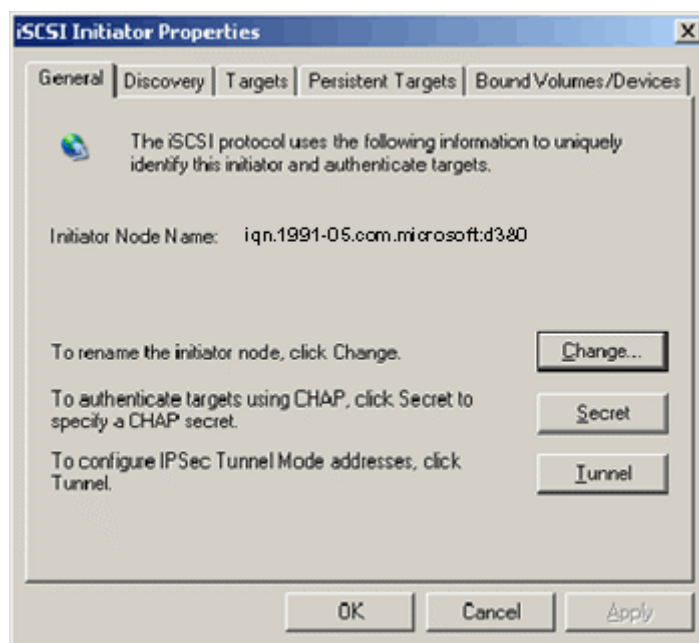 iSCSI Initiator Properties
General
Discovery
Targets
Persistent Targets
Bound Volumes/Devices
The iSCSI protocol uses the following information to uniquely
identify this initiator and authenticate targets.
Initiator Node Name: iqn.1991-05.com.microsoft:d380
To rename the initiator node, click Change.
Change...
To authenticate targets using CHAP, click Secret to
specify a CHAP secret.
Secret
To configure IPSec Tunnel Mode addresses, click
Tunnel.
Tunnel
OK
Cancel
Apply